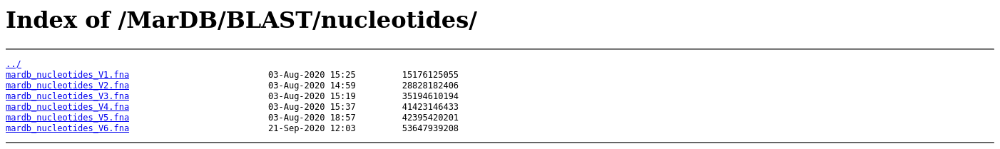 Index of /MarDB/BLAST/nucleotides/
../
mardb_nucleotides_V1.fna 03-Aug-2020 15:25 15176125055
mardb_nucleotides_V2.fna 03-Aug-2020 14:59 28828182406
mardb_nucleotides_V3.fna 03-Aug-2020 15:19 35194610194
mardb_nucleotides_V4.fna 03-Aug-2020 15:37 41423146433
mardb_nucleotides_V5.fna 03-Aug-2020 18:57 42395420201
mardb_nucleotides_V6.fna 21-Sep-2020 12:03 53647939208